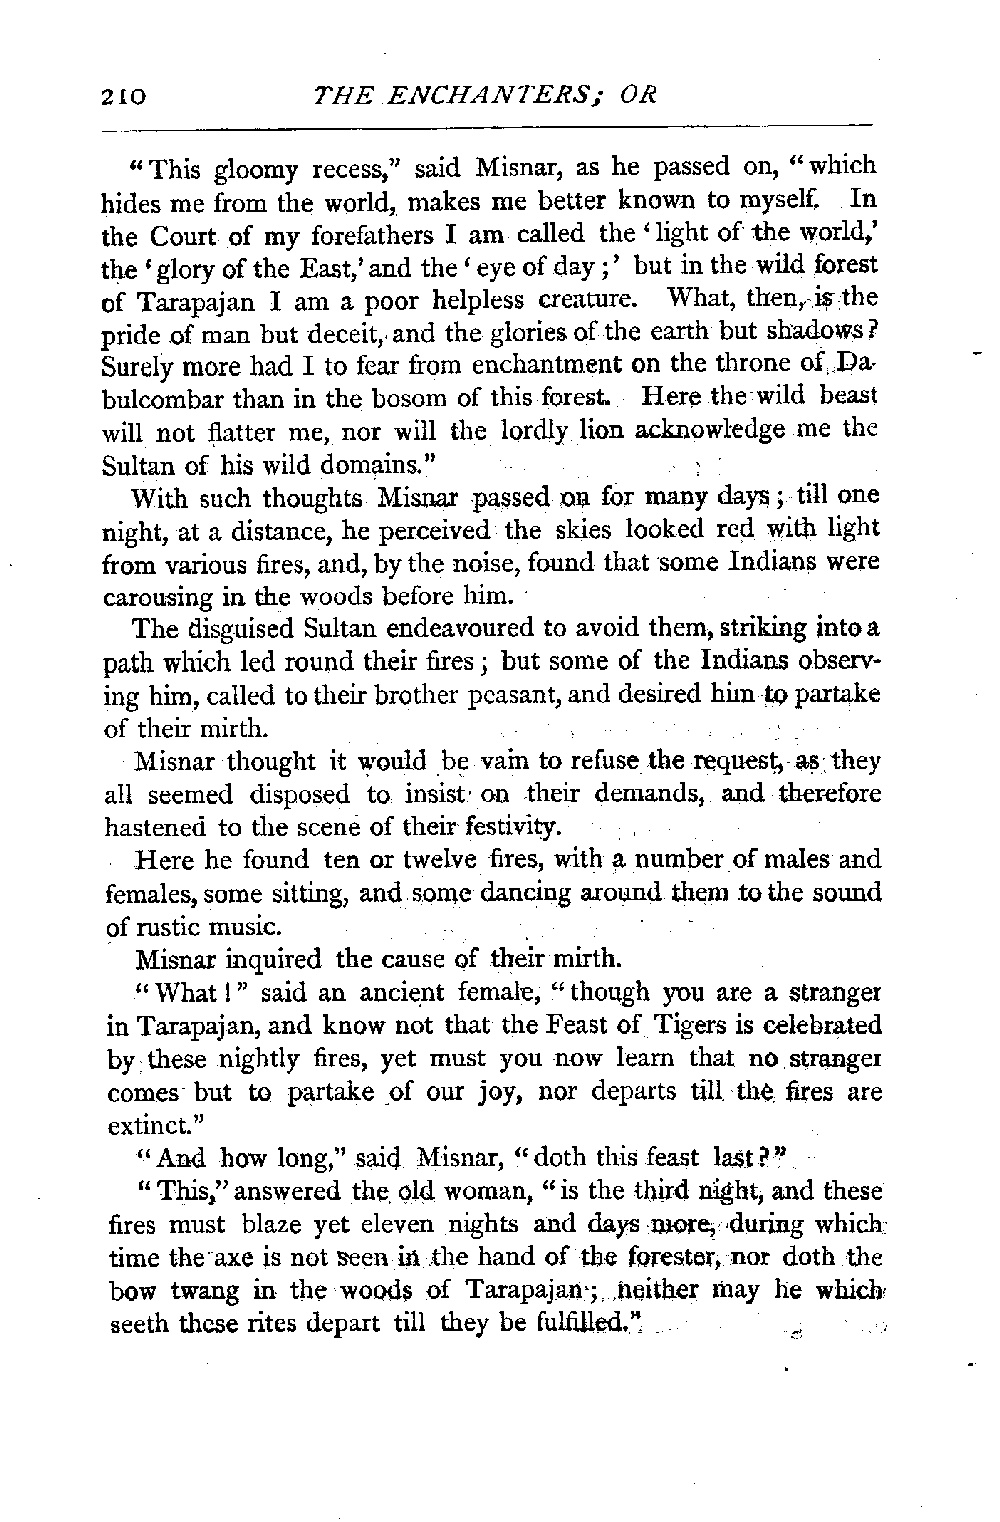 210 THE ENCHANTERS; OR
“This gloomy recess,” said Misnar, as he passed on, “which
hides me from the world, makes me better known to myself. In
the Court of my forefathers I am called the ‘light of the world,’
the ‘glory of the East,’ and the ‘eye of day;’ but in the wild forest
of Tarapajan I am a poor helpless creature. What, then, is the
pride of man but deceit, and the glories of the earth but shadows?
Surely more had I to fear from enchantment on the throne of Da-
bulcombar than in the bosom of this forest. Here the wild beast
will not flatter me, nor will the lordly lion acknowledge me the
Sultan of his wild domains.”
With such thoughts Misnar passed on for many days; till one
night, at a distance, he perceived the skies looked red with light
from various fires, and, by the noise, found that some Indians were
carousing in the woods before him.
The disguised Sultan endeavoured to avoid them, striking into a
path which led round their fires; but some of the Indians observ-
ing him, called to their brother peasant, and desired him to partake
of their mirth.
Misnar thought it would be vain to refuse the request, as they
all seemed disposed to insist on their demands, and therefore
hastened to the scene of their festivity.
Here he found ten or twelve fires, with a number of males and
females, some sitting, and some dancing around them to the sound
of rustic music.
Misnar inquired the cause of their mirth.
“What!” said an ancient female, “though you are a stranger
in Tarapajan, and know not that the Feast of Tigers is celebrated
by these nightly fires, yet must you now learn that no stranger
comes but to partake of our joy, nor departs till the fires are
extinct.”
“And how long,” said Misnar, “doth this feast last?”
“This,” answered the old woman, “is the third night, and these
fires must blaze yet eleven nights and days more, during which
time the axe is not seen in the hand of the forester, nor doth the
bow twang in the woods of Tarapajan; neither may he which
seeth these rites depart till they be fulfilled.”